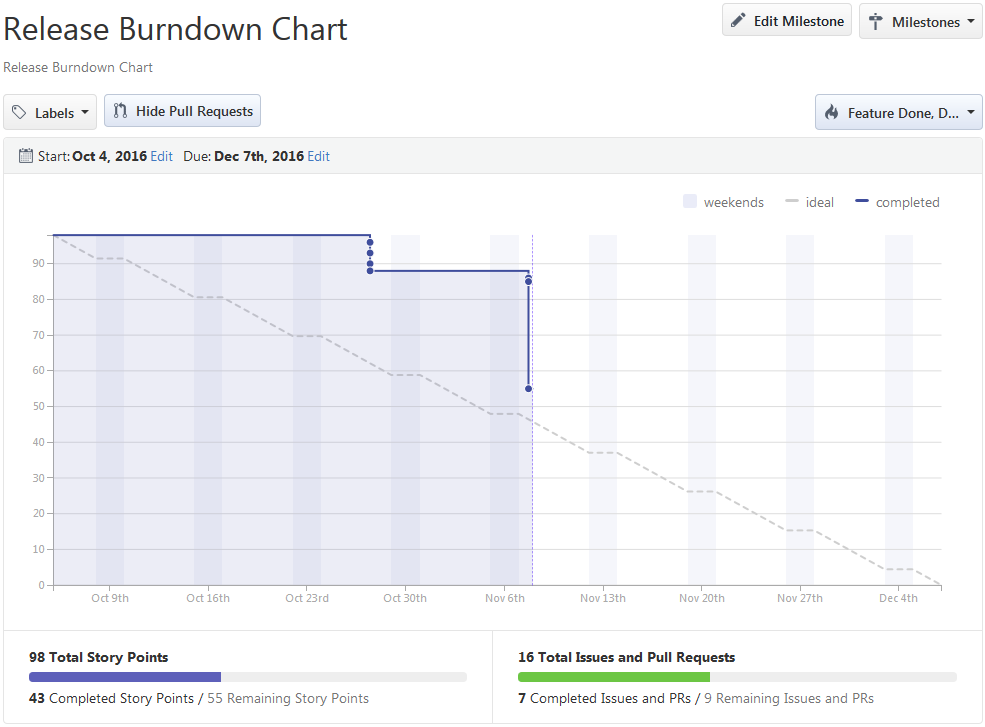 Release Burndown Chart
Edit Milestone
Milestones
Release Burndown Chart
Labels
Hide Pull Requests
Feature Done, D...
Start: Oct 4, 2016 Edit Due: Dec 7th, 2016 Edit
weekends ideal completed
90
80
70
60
50
40
30
20
10
0
Oct 9th Oct 16th Oct 23rd Oct 30th Nov 6th Nov 13th Nov 20th Nov 27th Dec 4th
98 Total Story Points
43 Completed Story Points / 55 Remaining Story Points
16 Total Issues and Pull Requests
7 Completed Issues and PRs / 9 Remaining Issues and PRs